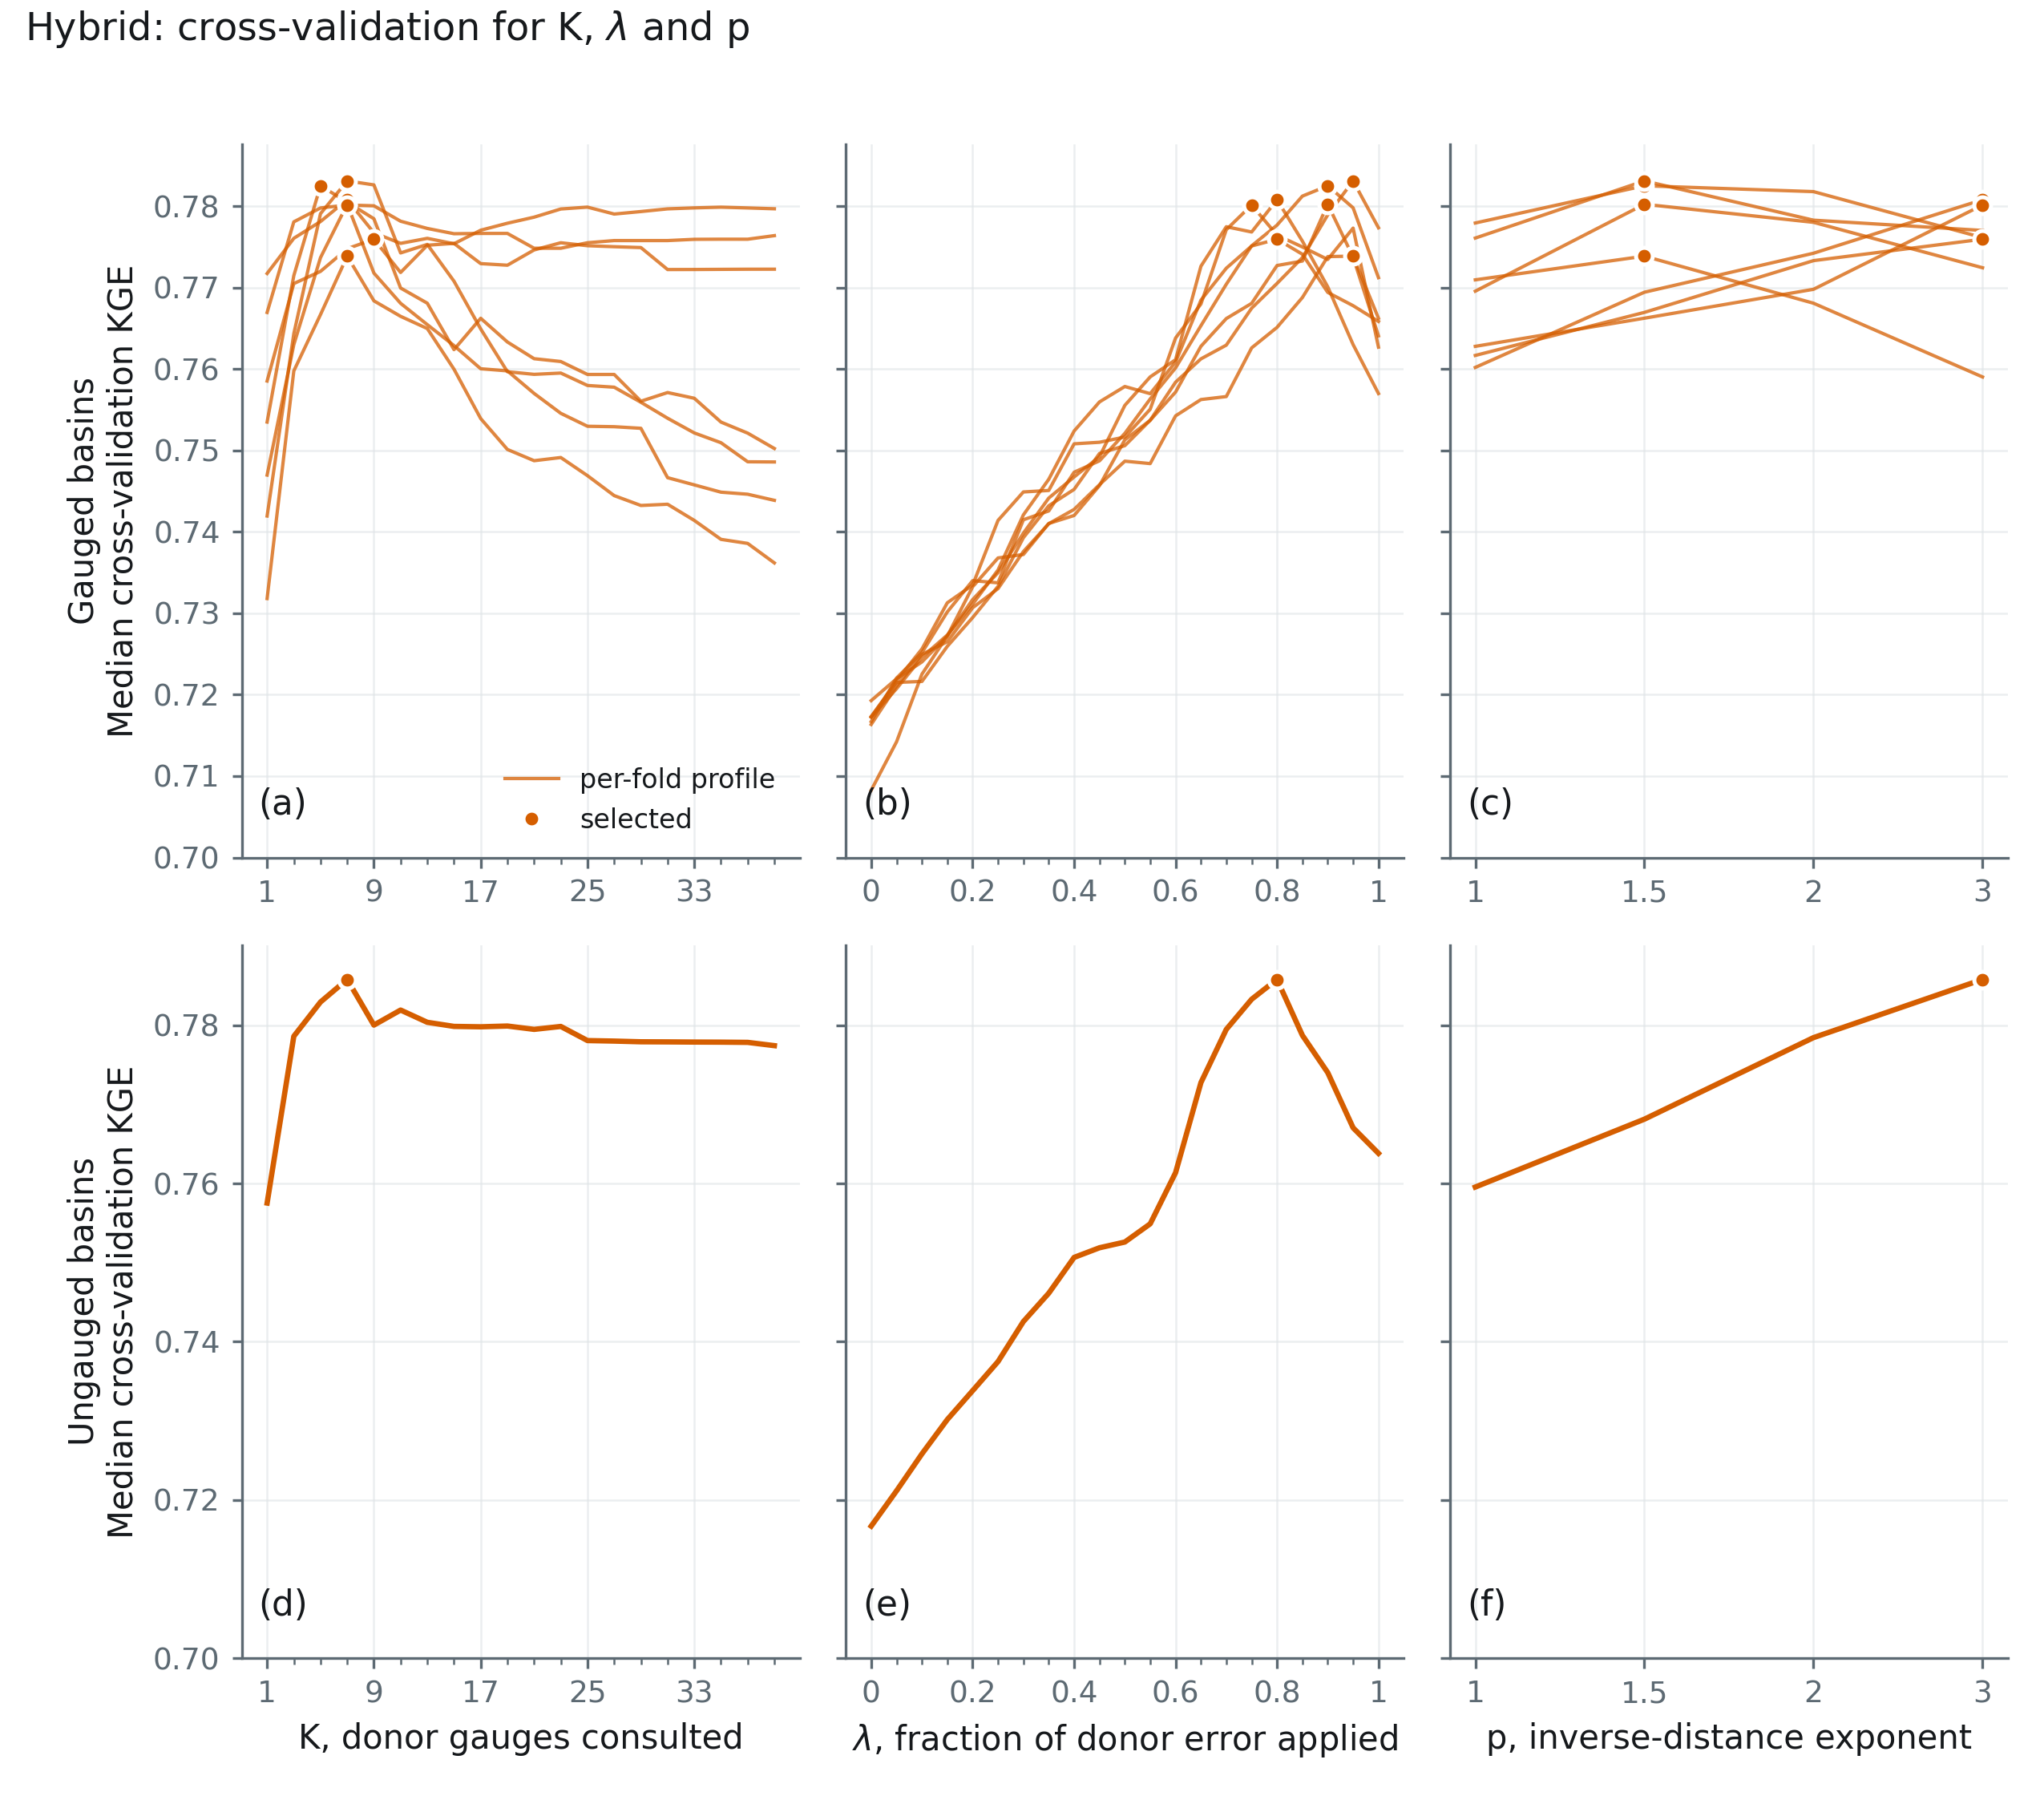 Hybrid: cross-validation for K, λ and p
Gauged basins
Median cross-validation KGE
0.78
0.77
0.76
0.75
0.74
0.73
0.72
0.71
0.70
per-fold profile
selected
(a)
1 9 17 25 33
(b)
0 0.2 0.4 0.6 0.8 1
(c)
1 1.5 2 3
Ungauged basins
Median cross-validation KGE
0.78
0.76
0.74
0.72
0.70
(d)
1 9 17 25 33
K, donor gauges consulted
(e)
0 0.2 0.4 0.6 0.8 1
λ, fraction of donor error applied
(f)
1 1.5 2 3
p, inverse-distance exponent